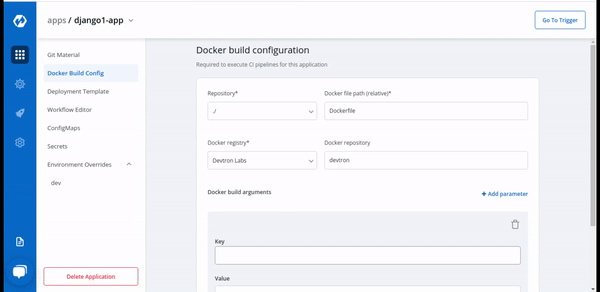 apps / django1-app
Go To Trigger
Git Material
Docker Build Config
Deployment Template
Workflow Editor
ConfigMaps
Secrets
Environment Overrides
dev
Delete Application
Docker build configuration
Required to execute CI pipelines for this application
Repository*
Docker file path (relative)*
./
Dockerfile
Docker registry*
Docker repository
Devtron Labs
devtron
Docker build arguments
+ Add parameter
Key
Value